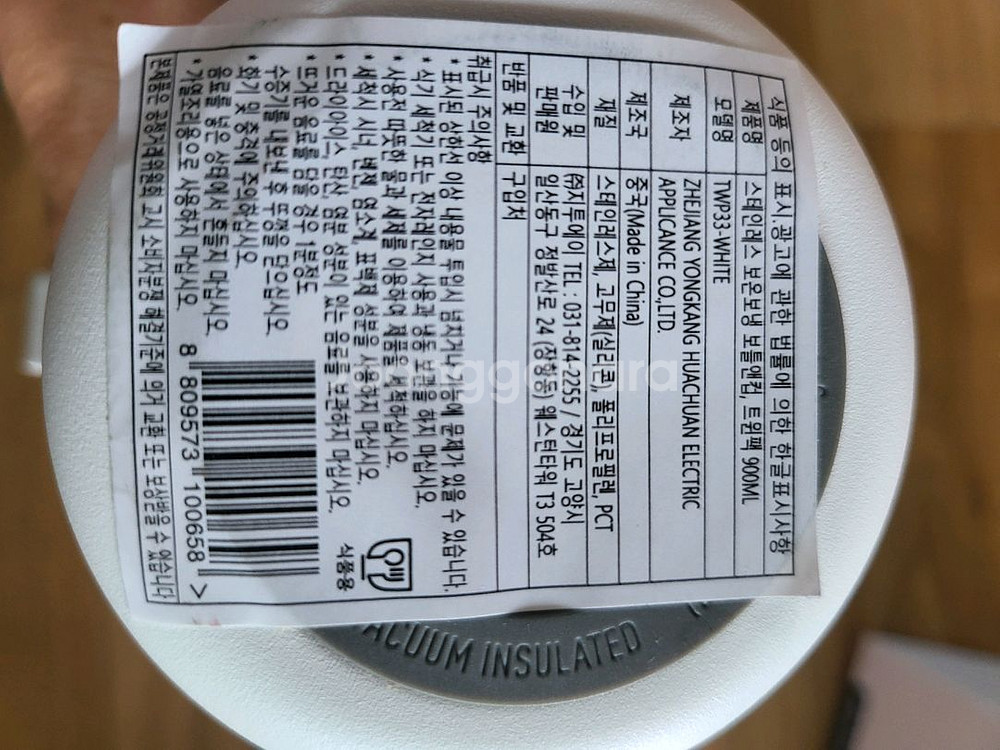 식품 등의 표시 광고에 관한 법률에 의한 한글표시사항
제품명 스테인레스 보온보냉 보틀앤컵, 트윈팩 900ML
모델명 TWP33-WHITE
제조자 ZHEJIANG YONGKANG HUACHUAN ELECTRIC
APPLICANCE CO.,LTD.
제조국 중국(Made in China)
재질 스테인레스제, 고무제(실리콘), 폴리프로필렌, PCT
수입 및 판매원 ㈜지투에이 TEL : 031-814-2255 / 경기도 고양시
일산동구 정발산로 24 (장항동) 웨스턴타워 T3 504호
반품 및 교환 구입처
취급시 주의사항
* 표시된 상한선 이상 내용물 투입시 넘치거나 기능에 문제가 있을 수 있습니다.
* 식기 세척기 또는 전자레인지 사용과 냉동 보관을 하지 마십시오.
* 사용전 따뜻한 물과 세제를 이용하여 제품을 세척하십시오.
* 세척시 시너, 벤젠, 염소계, 표백제 성분을 사용하지 마십시오.
* 드라이아이스, 탄산, 염분 성분이 있는 음료를 보관하지 마십시오.
* 뜨거운 음료를 담을 경우 1분정도
수증기를 내보낸 후 뚜껑을 닫으십시오
* 화기 및 충격에 주의하십시오
음료를 넣은 상태에서 흔들지 마십시오
* 가열조리용으로 사용하지 마십시오.
본제품은 공정거래위원회 고시 소비자분쟁 해결기준에 의거 교환 또는 보상받을 수 있습니다
식품용
8 809573 100658 >
VACUUM INSULATED